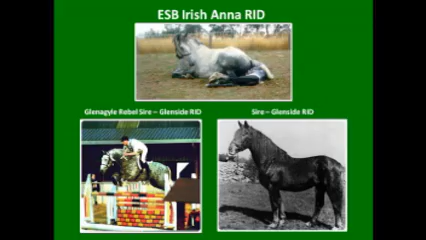 ESB Irish Anna RID
Glenagyle Rebel Sire – Glenside RID
Sire – Glenside RID